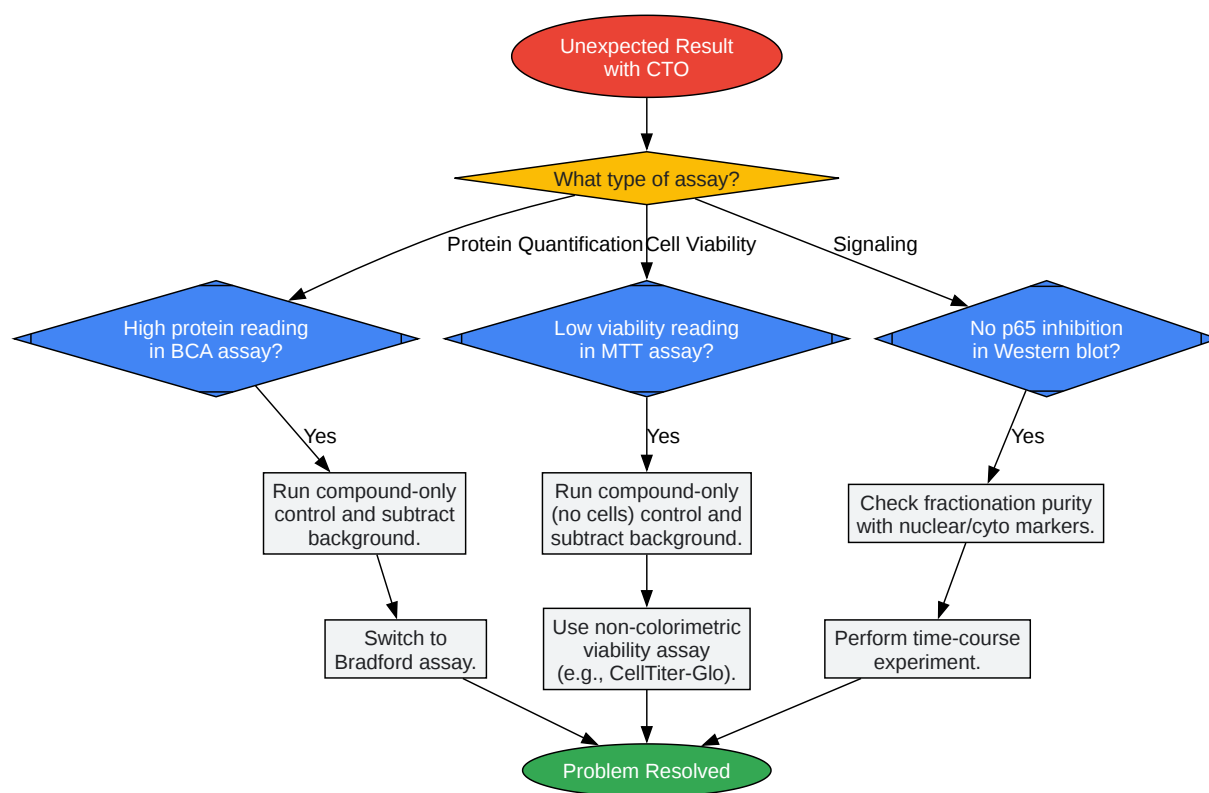 Unexpected Result
with CTO
What type of assay?
Protein Quantification
Cell Viability
Signaling
High protein reading
in BCA assay?
Low viability reading
in MTT assay?
No p65 inhibition
in Western blot?
Yes
Yes
Yes
Run compound-only
control and subtract
background.
Run compound-only
(no cells) control and
subtract background.
Check fractionation purity
with nuclear/cyto markers.
Switch to
Bradford assay.
Use non-colorimetric
viability assay
(e.g., CellTiter-Glo).
Perform time-course
experiment.
Problem Resolved